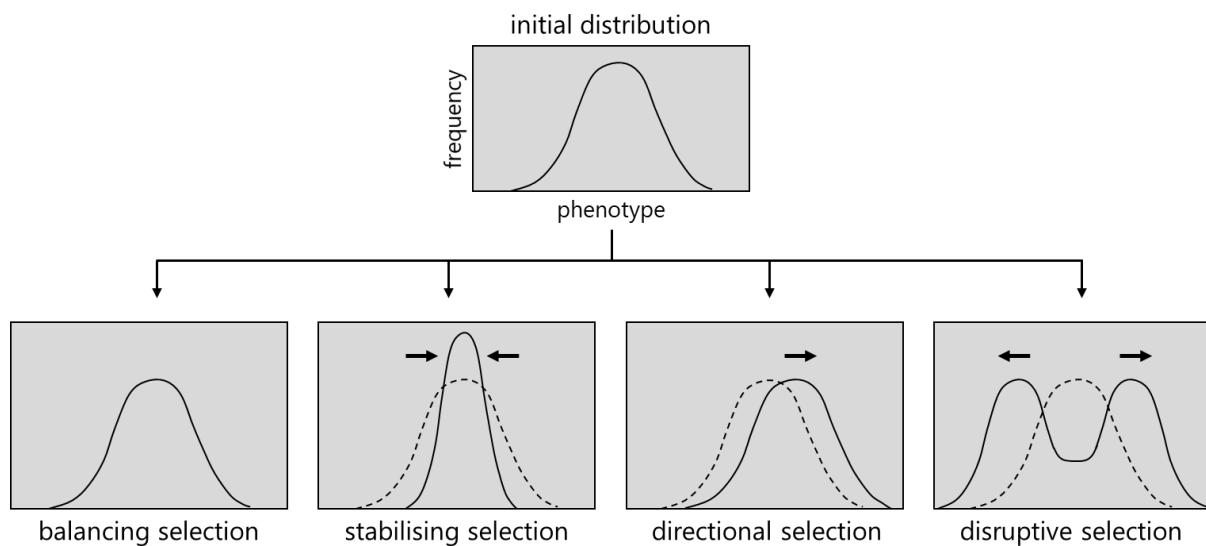 initial distribution
frequency
phenotype
balancing selection
stabilising selection
directional selection
disruptive selection